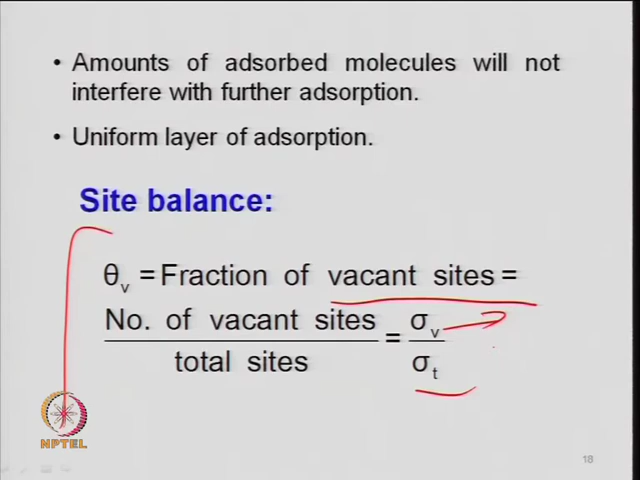 • Amounts of adsorbed molecules will not
interfere with further adsorption.
• Uniform layer of adsorption.
Site balance:
θv = Fraction of vacant sites =
No. of vacant sites / total sites = σv / σt
NPTEL
18